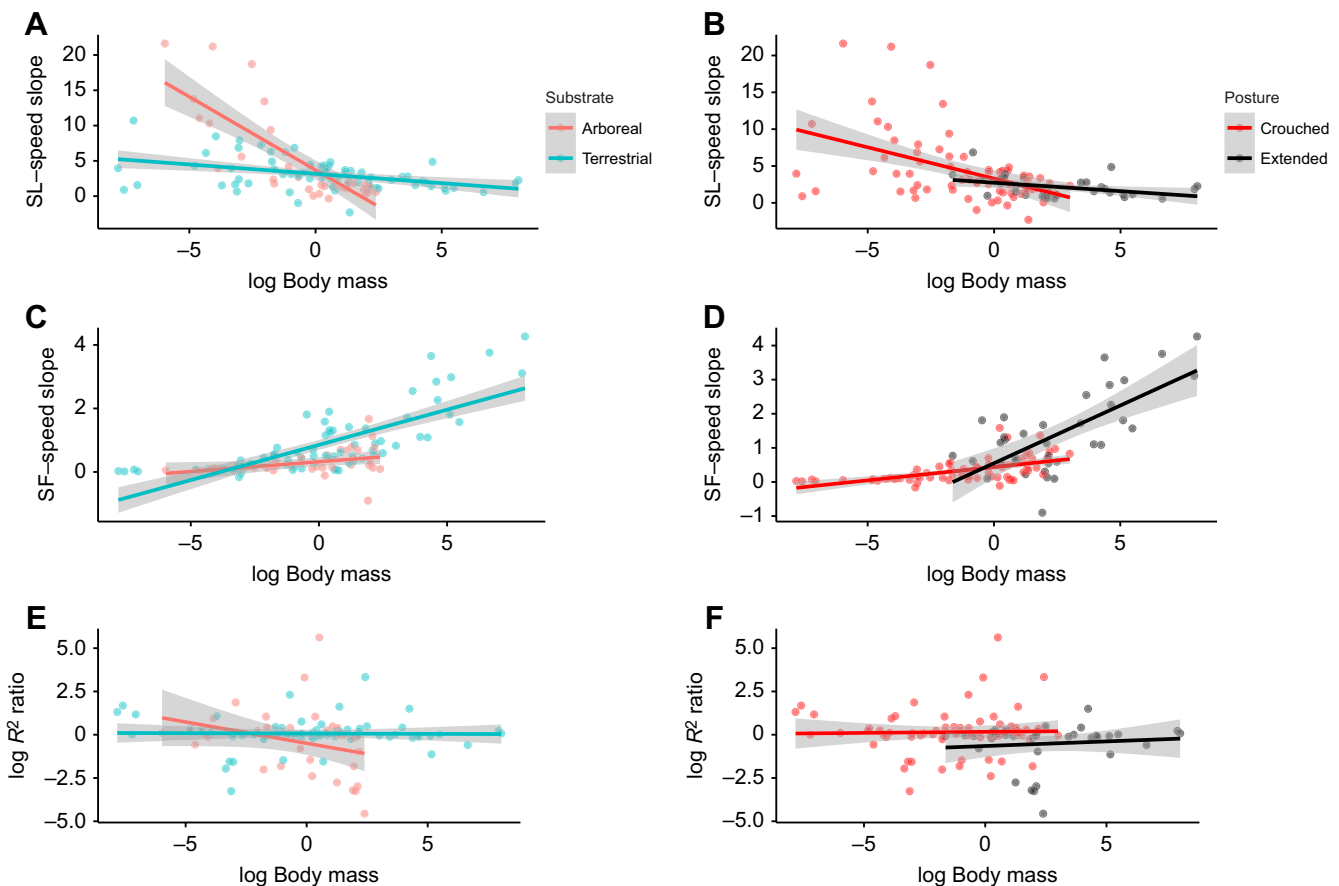 A
SL–speed slope
20
15
10
5
0
–5 0 5
log Body mass
Substrate
Arboreal
Terrestrial
B
SL–speed slope
20
15
10
5
0
–5 0 5
log Body mass
Posture
Crouched
Extended
C
SF–speed slope
4
2
0
–5 0 5
log Body mass
D
SF–speed slope
4
3
2
1
0
–1
–5 0 5
log Body mass
E
log R² ratio
5.0
2.5
0
–2.5
–5.0
–5 0 5
log Body mass
F
log R² ratio
5.0
2.5
0
–2.5
–5.0
–5 0 5
log Body mass